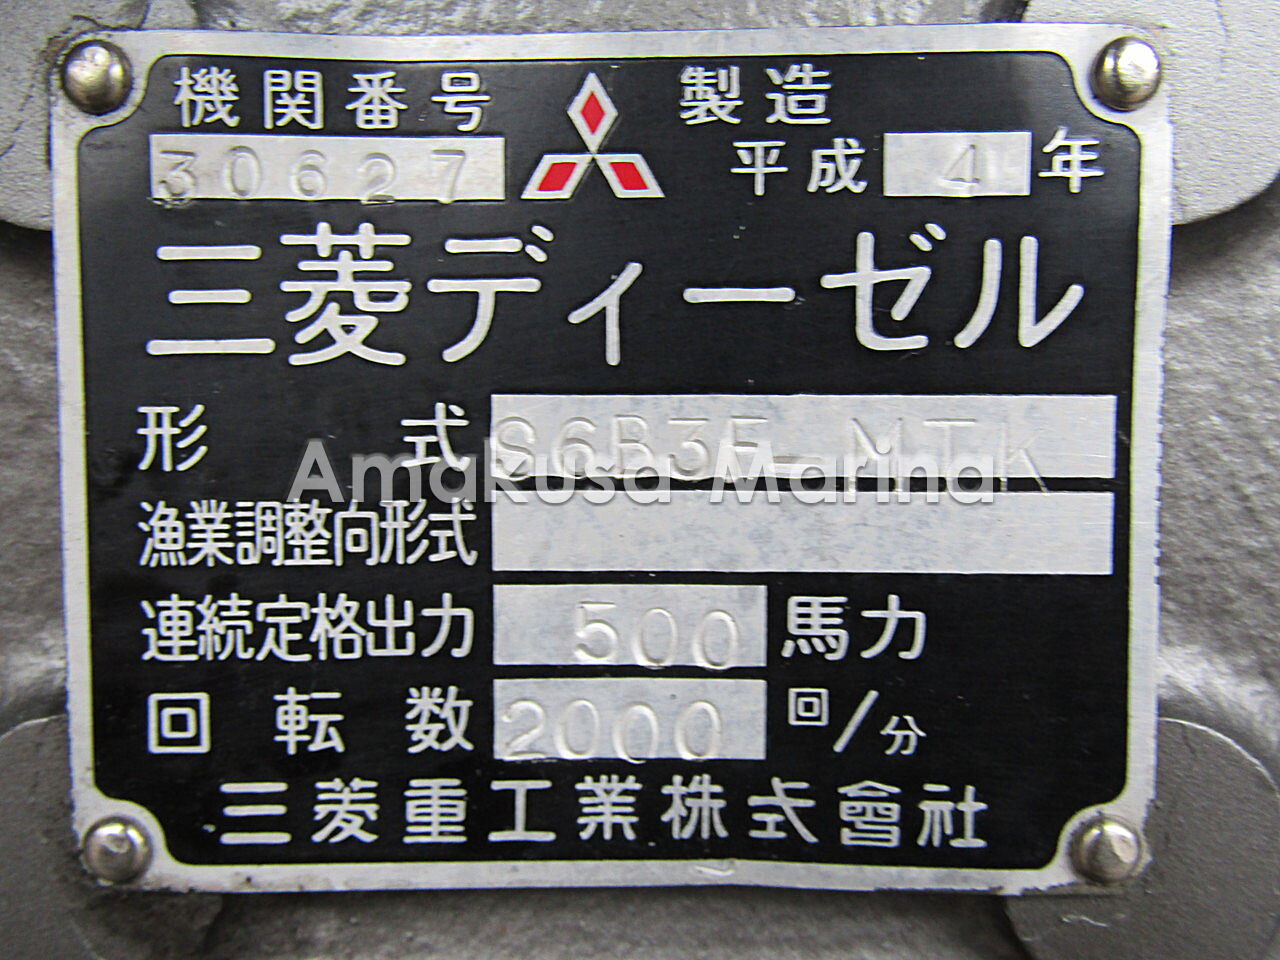 機関番号 製造
30627 平成 4 年
三菱ディーゼル
形式 S6B3F-MTK
Amakusa Marina
漁業調整向形式
連続定格出力 500 馬力
回転数 2000 回/分
三菱重工業株式會社